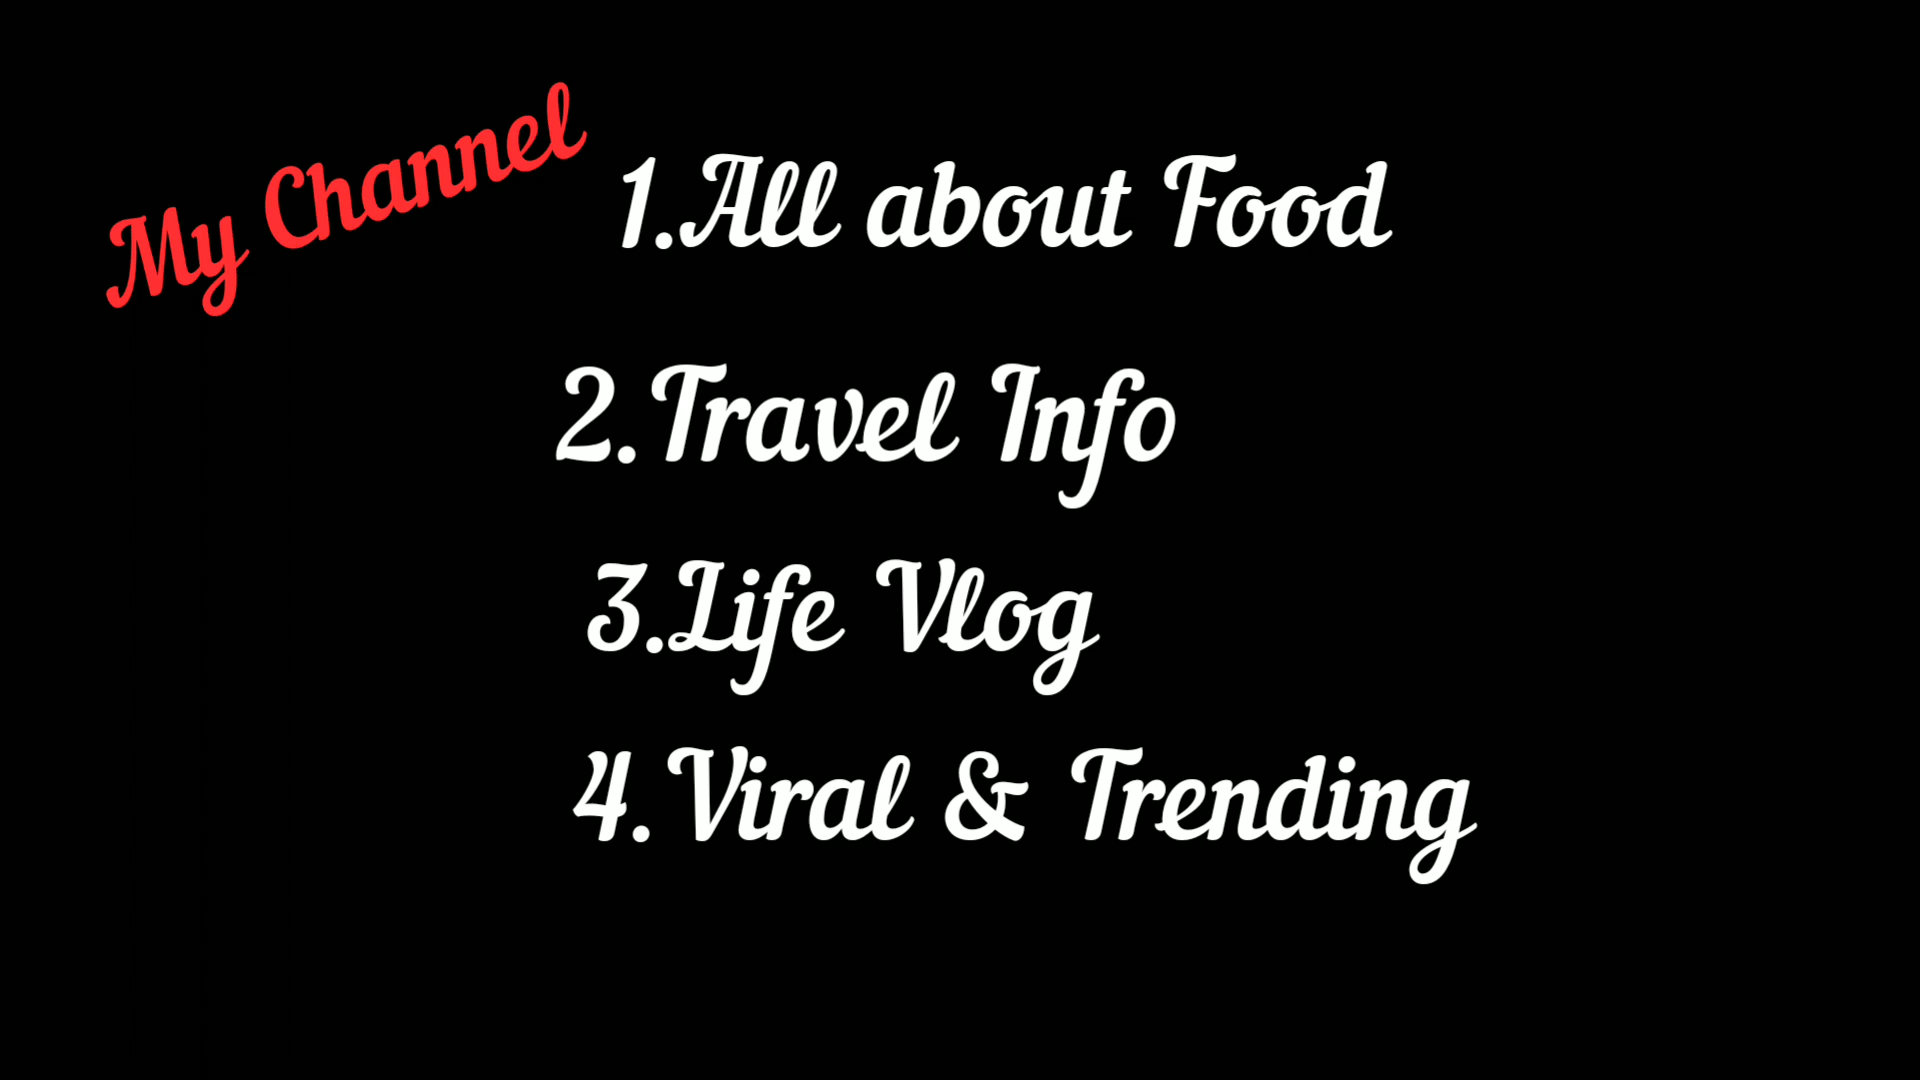 My Channel
1.All about Food
2.Travel Info
3.Life Vlog
4.Viral & Trending